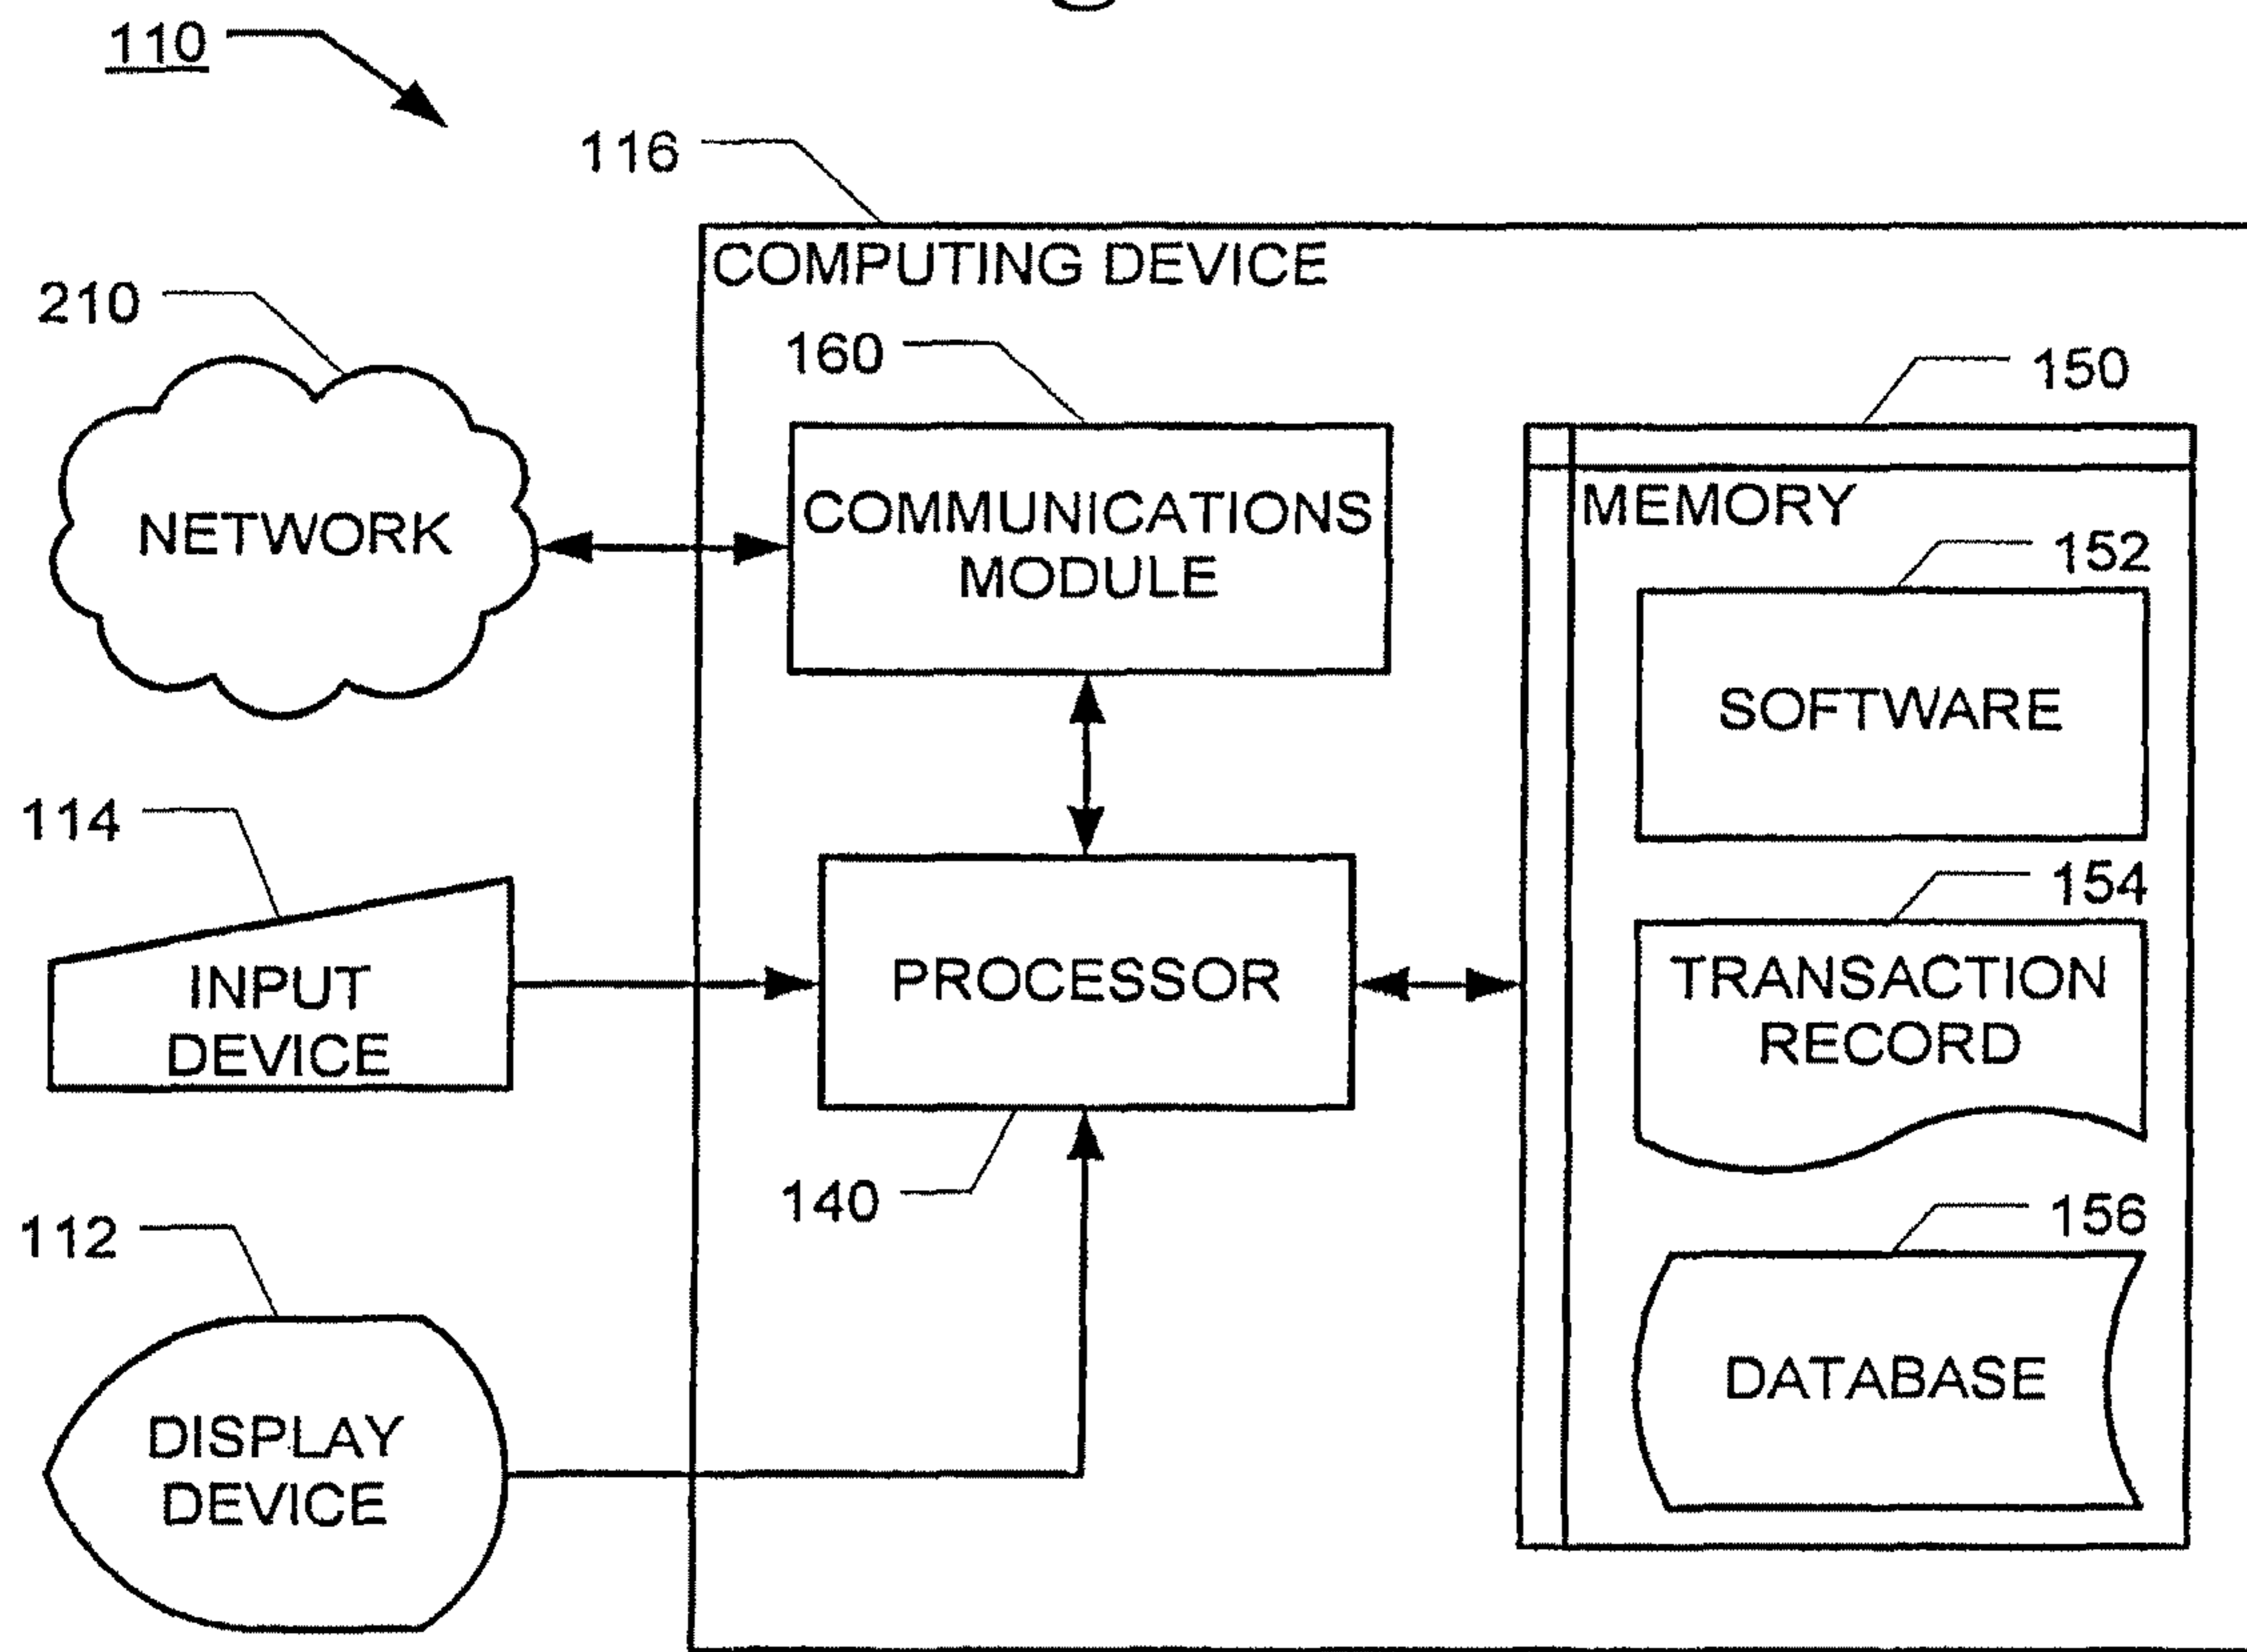 110
116
COMPUTING DEVICE
210
160
150
NETWORK
COMMUNICATIONS
MODULE
MEMORY
152
SOFTWARE
114
154
INPUT
DEVICE
PROCESSOR
TRANSACTION
RECORD
140
112
156
DISPLAY
DEVICE
DATABASE